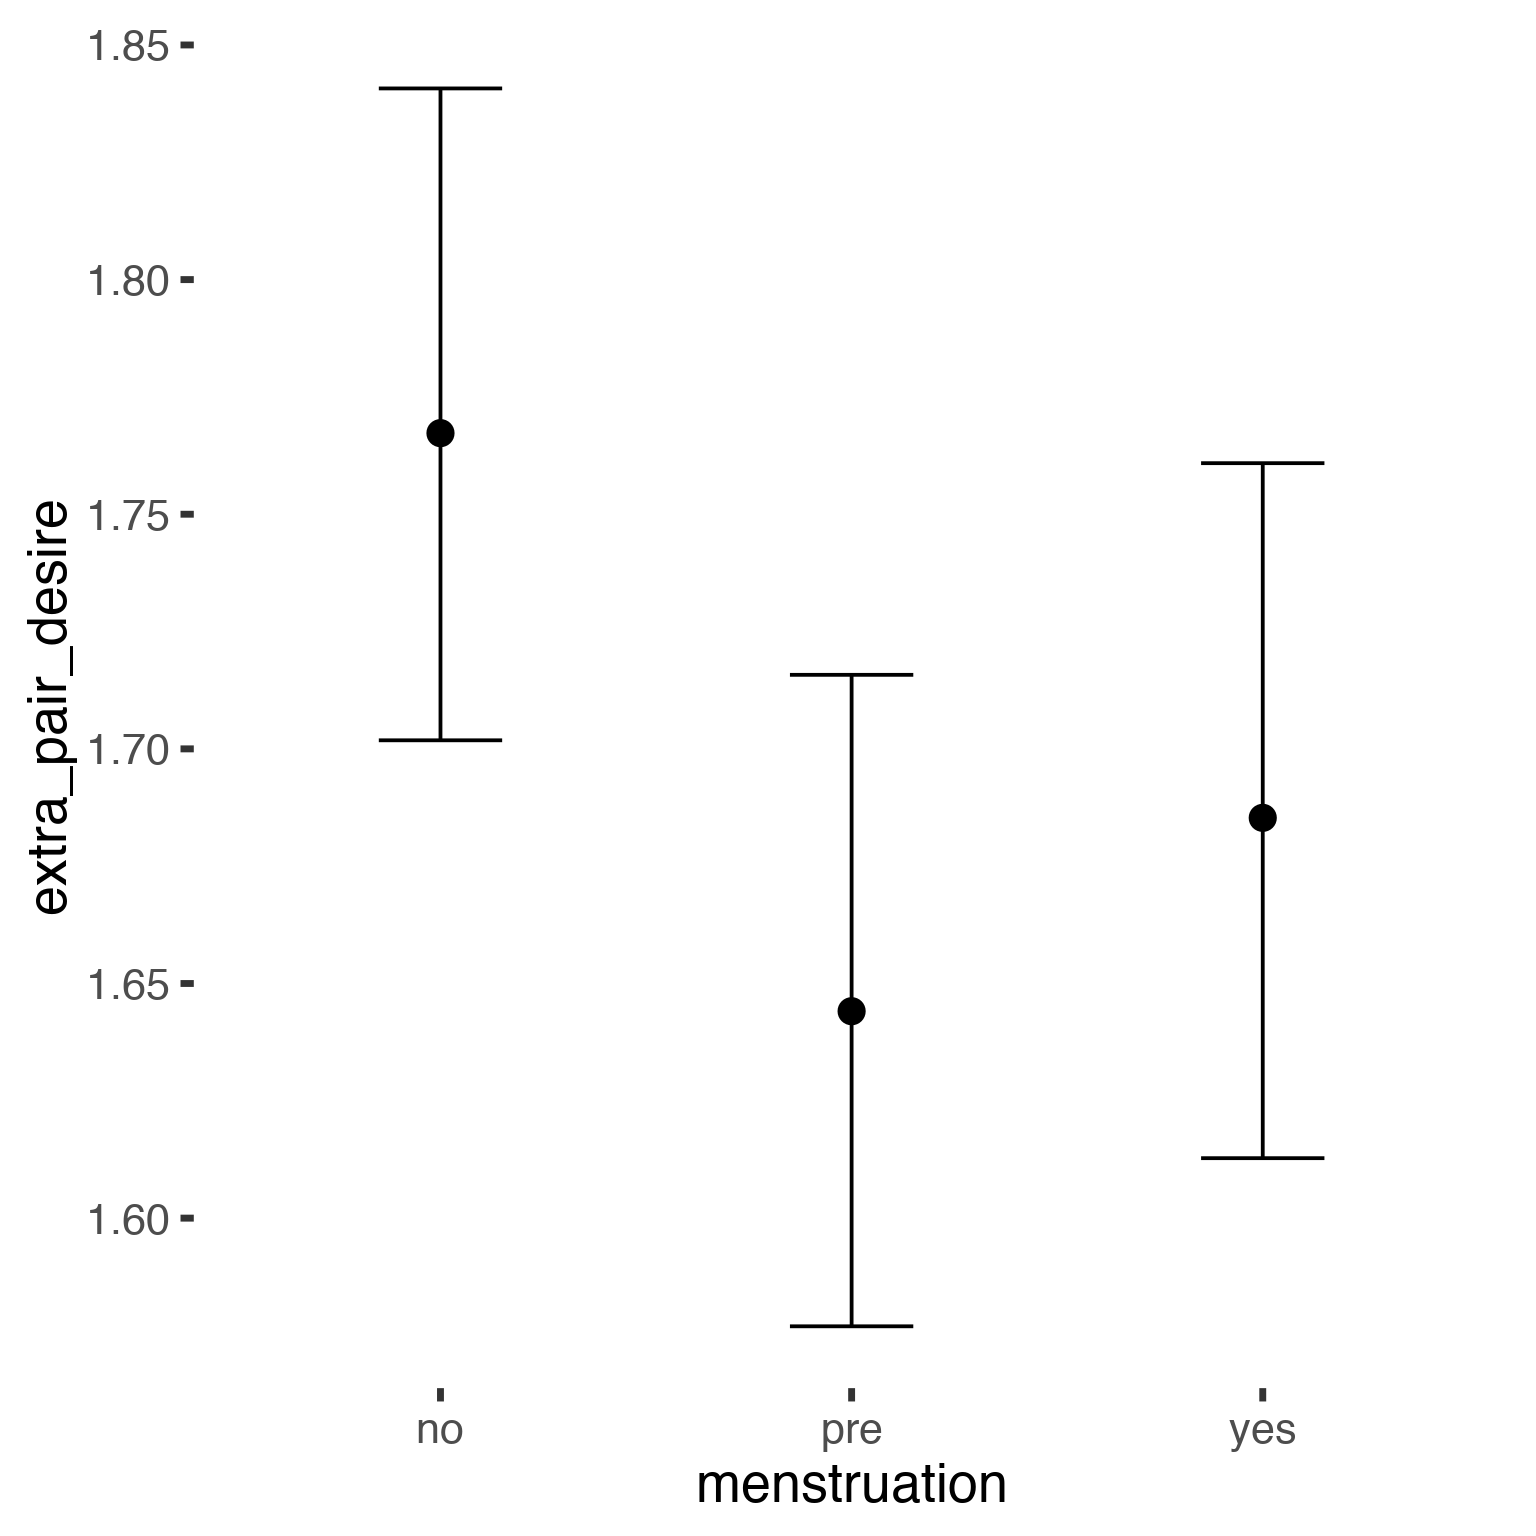 1.85
1.80
1.75
1.70
1.65
1.60
extra_pair_desire
no
pre
yes
menstruation